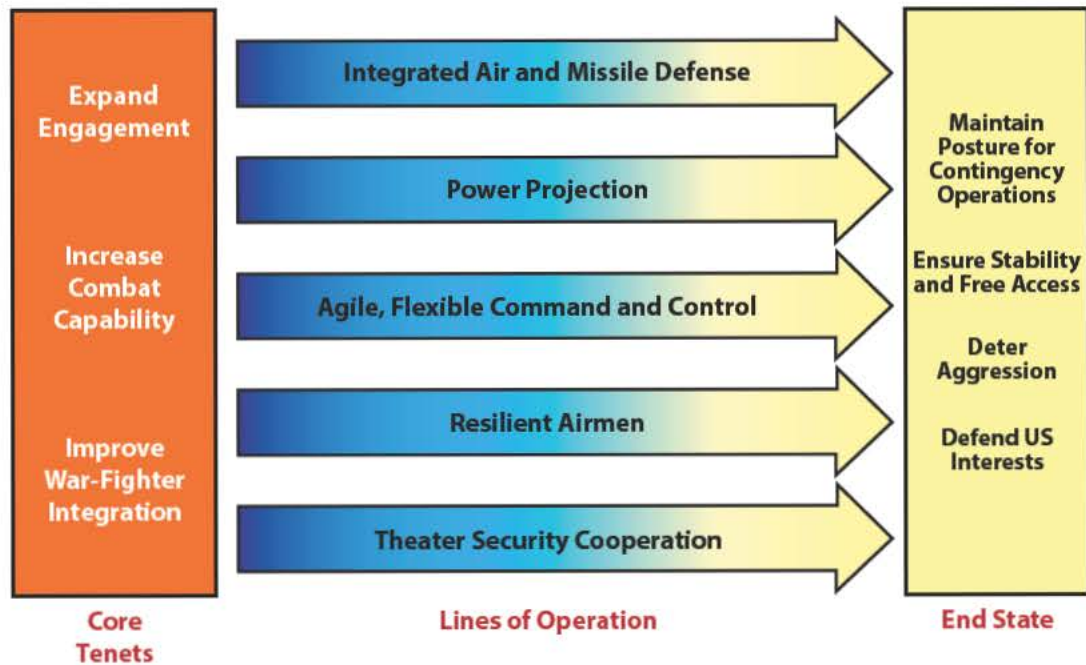 Expand
Engagement
Increase
Combat
Capability
Improve
War-Fighter
Integration
Core
Tenets
Integrated Air and Missile Defense
Power Projection
Agile, Flexible Command and Control
Resilient Airmen
Theater Security Cooperation
Lines of Operation
Maintain
Posture for
Contingency
Operations
Ensure Stability
and Free Access
Deter
Aggression
Defend US
Interests
End State